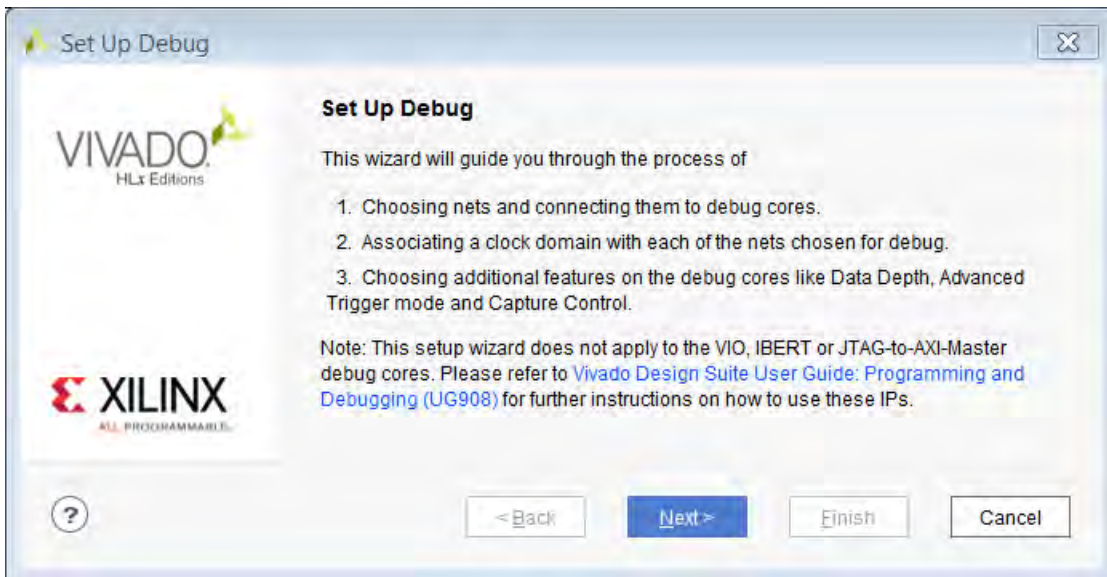 Set Up Debug
VIVADO.
HLx Editions
Set Up Debug
This wizard will guide you through the process of
1. Choosing nets and connecting them to debug cores.
2. Associating a clock domain with each of the nets chosen for debug.
3. Choosing additional features on the debug cores like Data Depth, Advanced
Trigger mode and Capture Control.
Note: This setup wizard does not apply to the VIO, IBERT or JTAG-to-AXI-Master
debug cores. Please refer to Vivado Design Suite User Guide: Programming and
Debugging (UG908) for further instructions on how to use these IPs.
XILINX
ALL PROGRAMMABLE.
?
< Back
Next >
Finish
Cancel